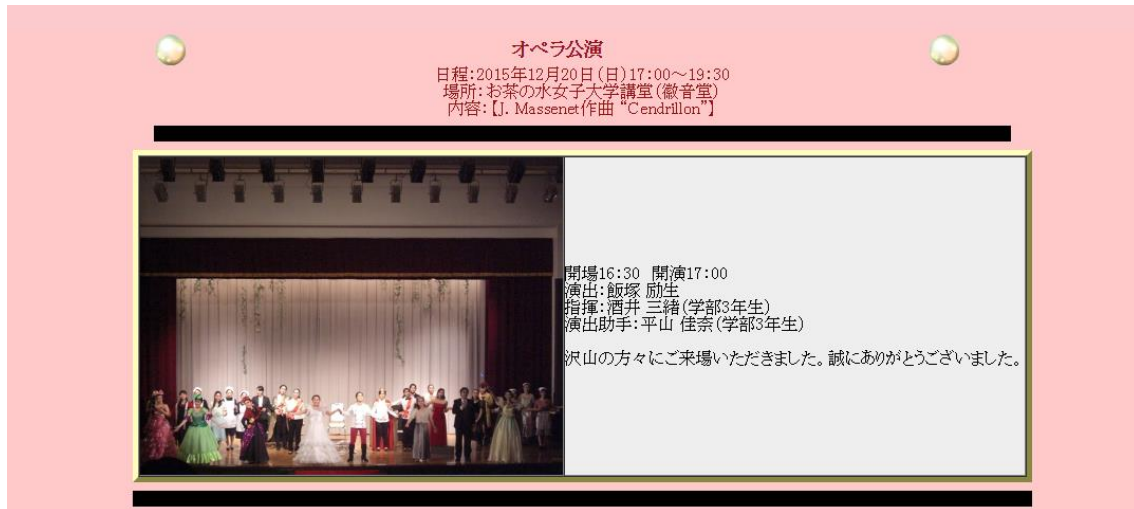 オペラ公演
日程:2015年12月20日(日)17:00～19:30
場所:お茶の水女子大学講堂(徽音堂)
内容:【J. Massenet作曲 “Cendrillon”】
開場16:30 開演17:00
演出:飯塚 励生
指揮:酒井 三緒(学部3年生)
演出助手:平山 佳奈(学部3年生)
沢山の方々にご来場いただきました。誠にありがとうございました。